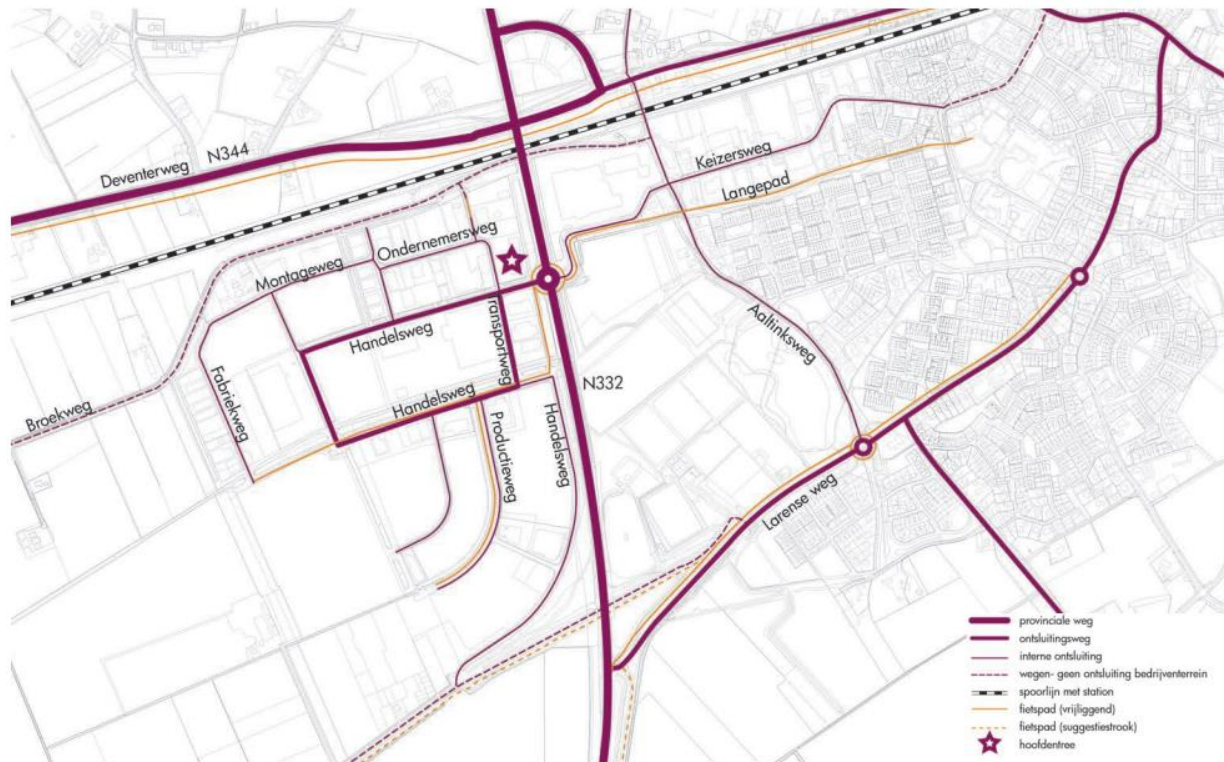 N344
Deventerweg
Keizersweg
Langepad
Ondernemersweg
Montageweg
Handelsweg
Transportweg
Aaltinksweg
N332
Fabriekweg
Broekweg
Handelsweg
Productieweg
Handelsweg
Larense weg
provinciale weg
ontsluitingsweg
interne ontsluiting
wegen- geen ontsluiting bedrijventerrein
spoorlijn met station
fietspad (vrijliggend)
fietspad (suggestiestrook)
hoofdentree